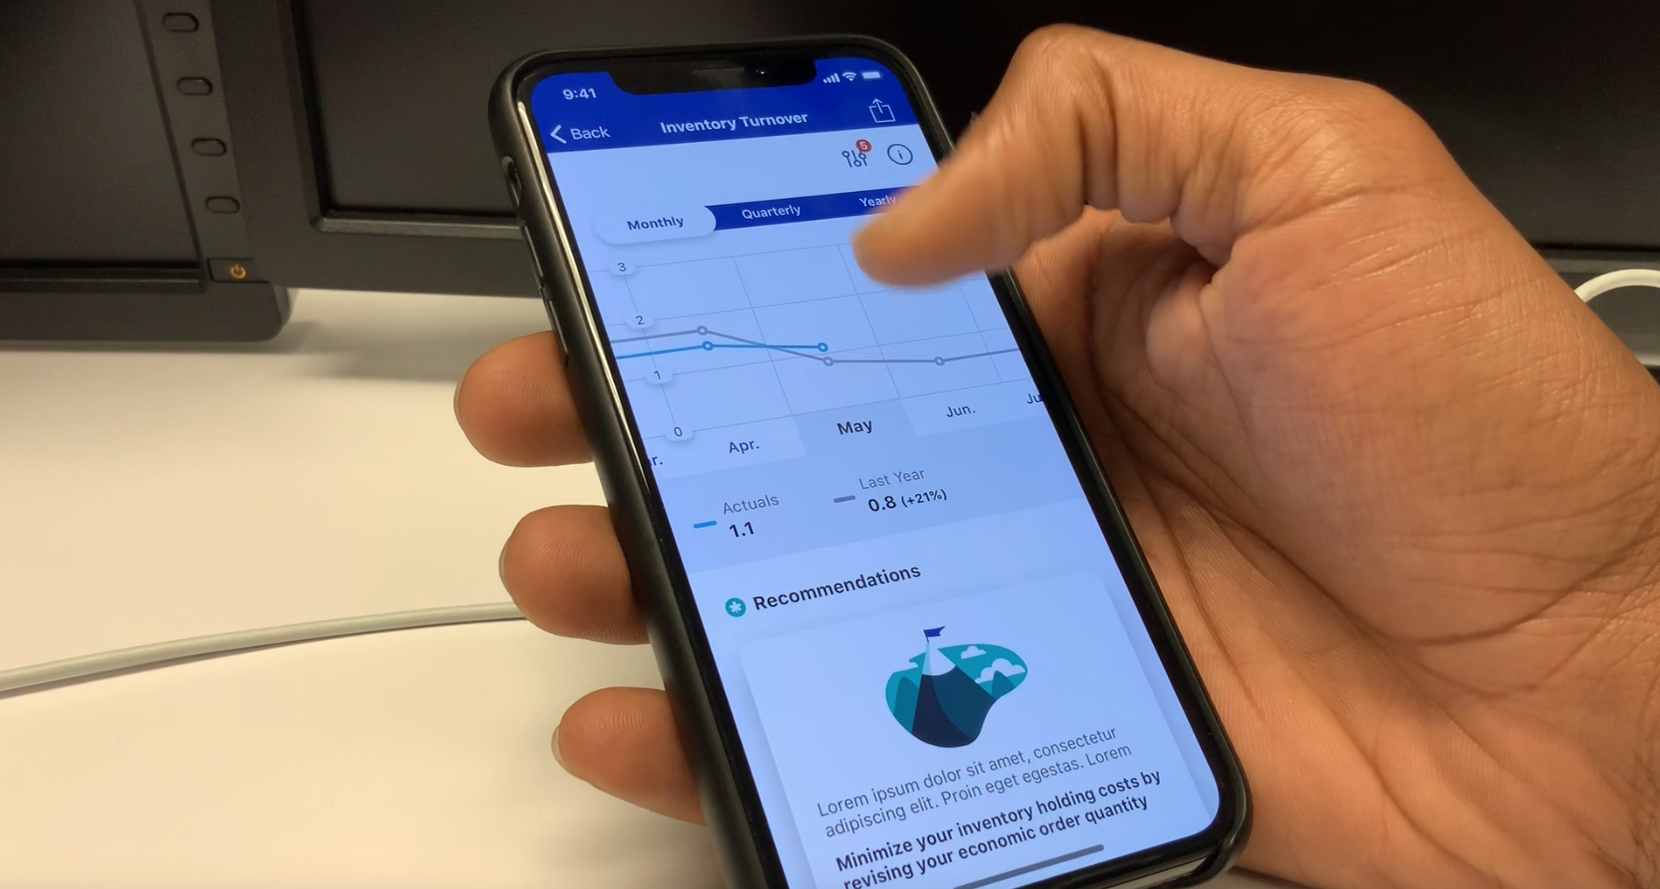 9:41
Back
Inventory Turnover
5
Monthly
Quarterly
Yearly
3
2
1
0
r.
Apr.
May
Jun.
Ju
Actuals
1.1
Last Year
0.8 (+21%)
Recommendations
Lorem ipsum dolor sit amet, consectetur
adipiscing elit. Proin eget egestas. Lorem
Minimize your inventory holding costs by
revising your economic order quantity